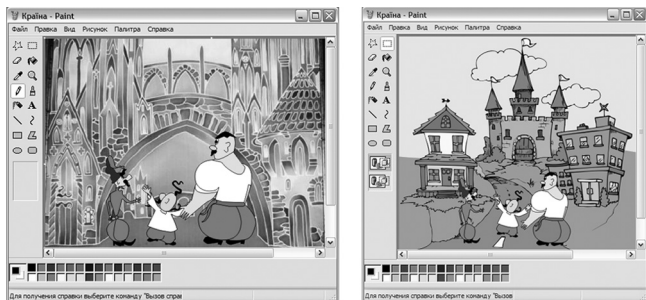 Країна - Paint
Файл Правка Вид Рисунок Палитра Справка
A
Для получения справки выберите команду "Вызов справ
Країна - Paint
Файл Правка Вид Рисунок Палитра Справка
A
Для получения справки выберите команду "Вызов